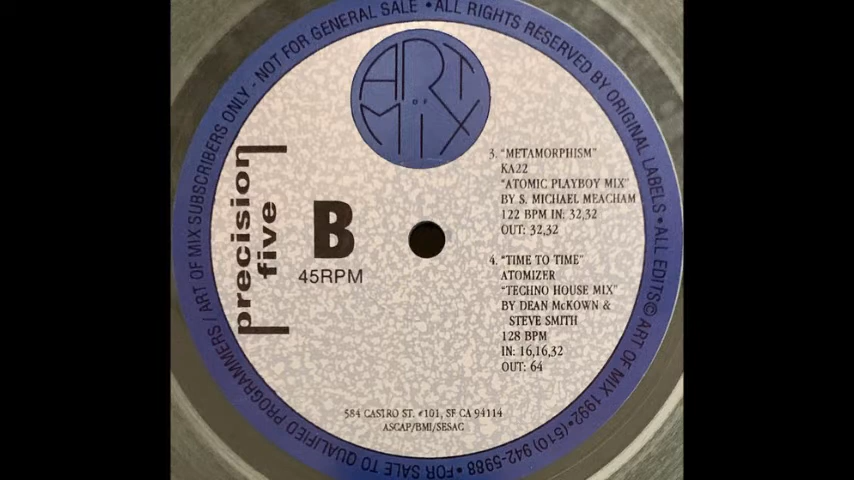 FOR SALE TO QUALIFIED PROGRAMMERS / ART OF MIX SUBSCRIBERS ONLY - NOT FOR GENERAL SALE • ALL RIGHTS RESERVED BY ORIGINAL LABELS • ALL EDITS © ART OF MIX 1992 • (510) 942-5988 •
ART
OF
MIX
precision
five
B
45RPM
3. "METAMORPHISM"
KA22
"ATOMIC PLAYBOY MIX"
BY S. MICHAEL MEACHAM
122 BPM IN: 32,32
OUT: 32,32
4. "TIME TO TIME"
ATOMIZER
"TECHNO HOUSE MIX"
BY DEAN McKOWN &
STEVE SMITH
128 BPM
IN: 16,16,32
OUT: 64
584 CASTRO ST. #101, SF CA 94114
ASCAP/BMI/SESAC